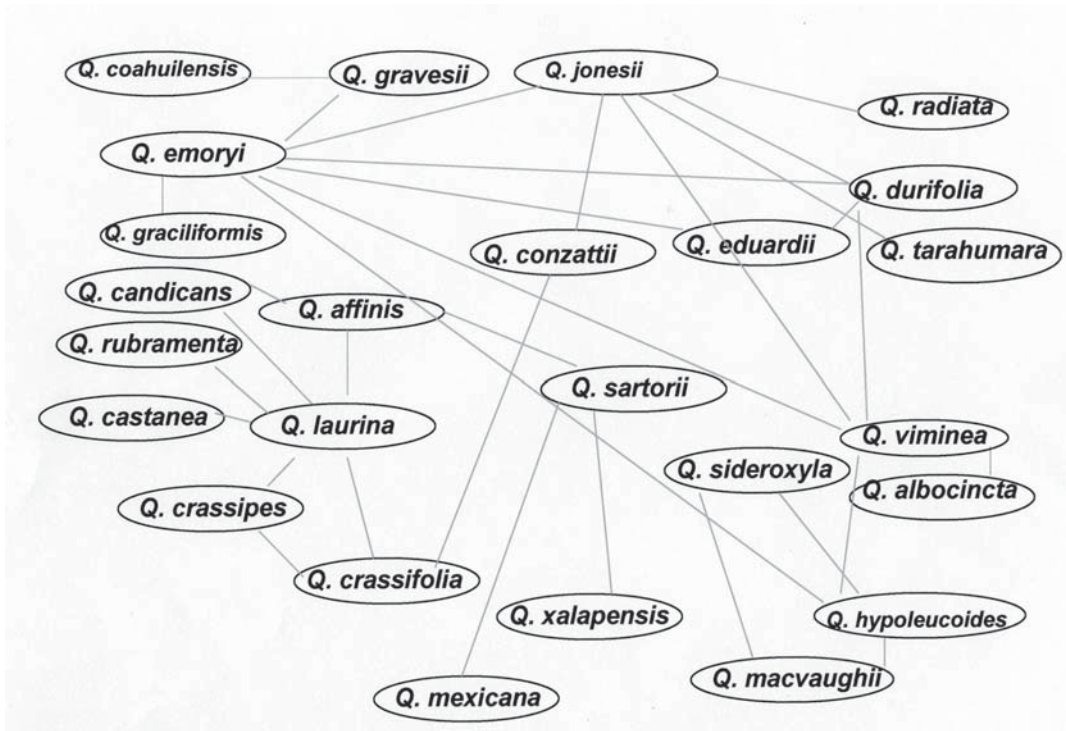 Q. coahuilensis
Q. gravesii
Q. jonesii
Q. radiata
Q. emoryi
Q. durifolia
Q. graciliformis
Q. conzattii
Q. eduardii
Q. tarahumara
Q. candicans
Q. affinis
Q. rubramenta
Q. sartorii
Q. castanea
Q. laurina
Q. viminea
Q. sideroxyla
Q. albocincta
Q. crassipes
Q. crassifolia
Q. xalapensis
Q. hypoleucoides
Q. macvaughii
Q. mexicana